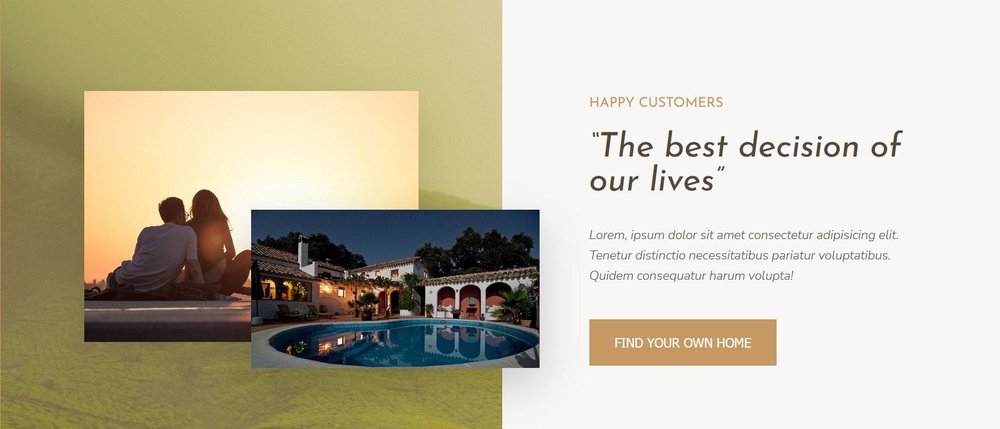 HAPPY CUSTOMERS
“The best decision of
our lives”
Lorem, ipsum dolor sit amet consectetur adipisicing elit.
Tenetur distinctio necessitatibus pariatur voluptatibus.
Quidem consequatur harum volupta!
FIND YOUR OWN HOME